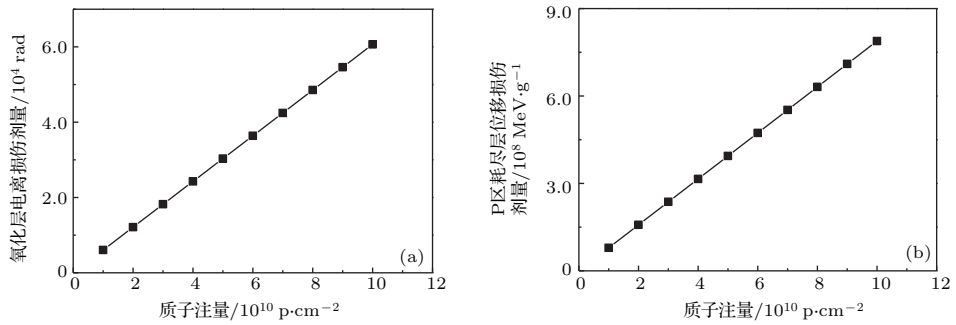 氧化层电离损伤剂量/10⁴ rad
6.0
4.0
2.0
0
0 2 4 6 8 10 12
质子注量/10¹⁰ p·cm⁻²
(a)
P区耗尽层位移损伤
剂量/10⁸ MeV·g⁻¹
9.0
6.0
3.0
0
0 2 4 6 8 10 12
质子注量/10¹⁰ p·cm⁻²
(b)